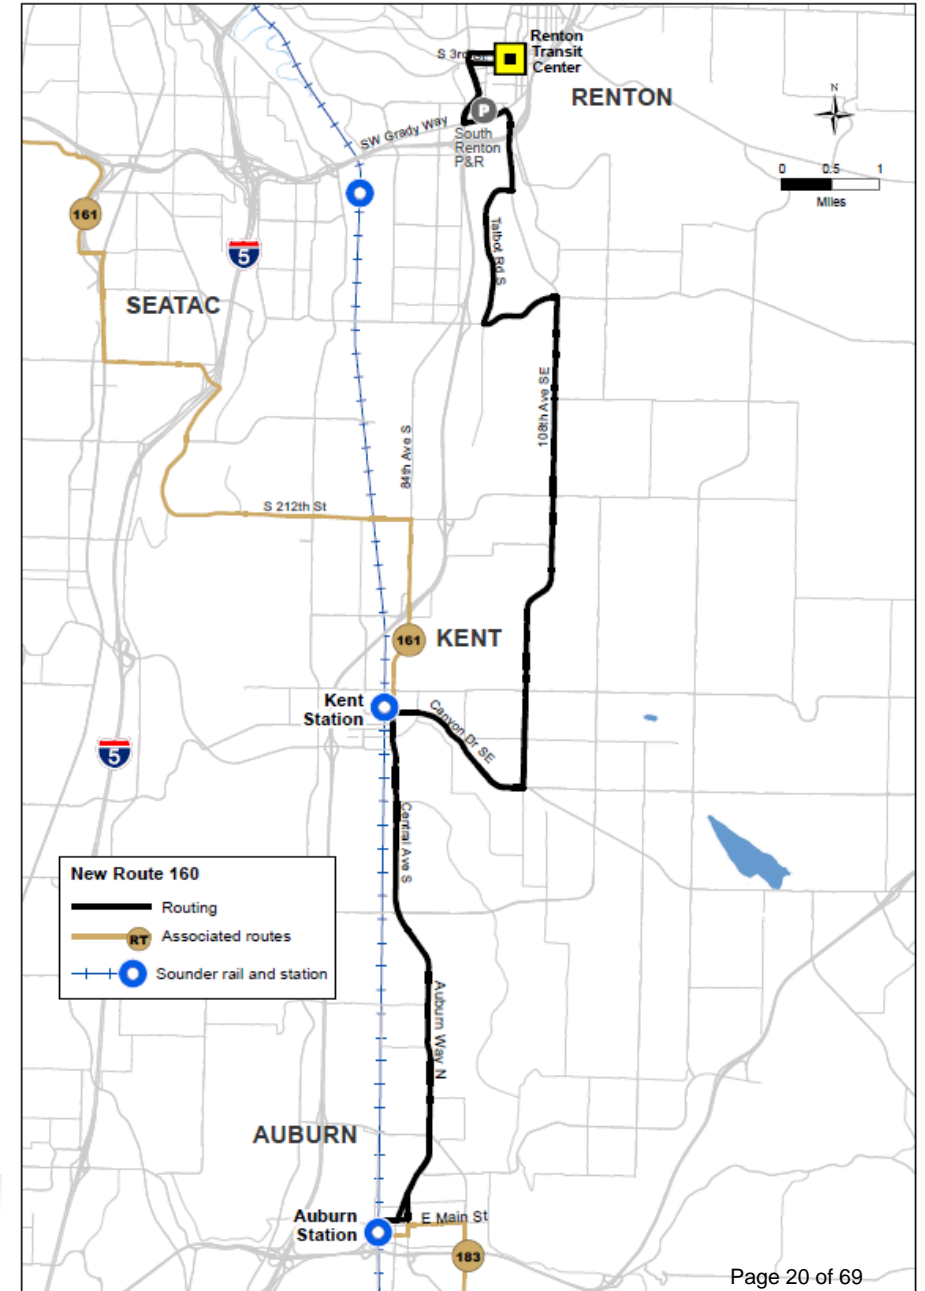 Renton
Transit
Center
S 3rd St
RENTON
N
SW Grady Way
P
South
Renton
P&R
0 0.5 1
Miles
161
5
Talbot Rd S
SEATAC
108th Ave SE
84th Ave S
S 212th St
161
KENT
Kent
Station
Canyon Dr SE
5
Central Ave S
New Route 160
Routing
RT Associated routes
Sounder rail and station
Auburn Way N
AUBURN
Auburn
Station
E Main St
183
Page 20 of 69